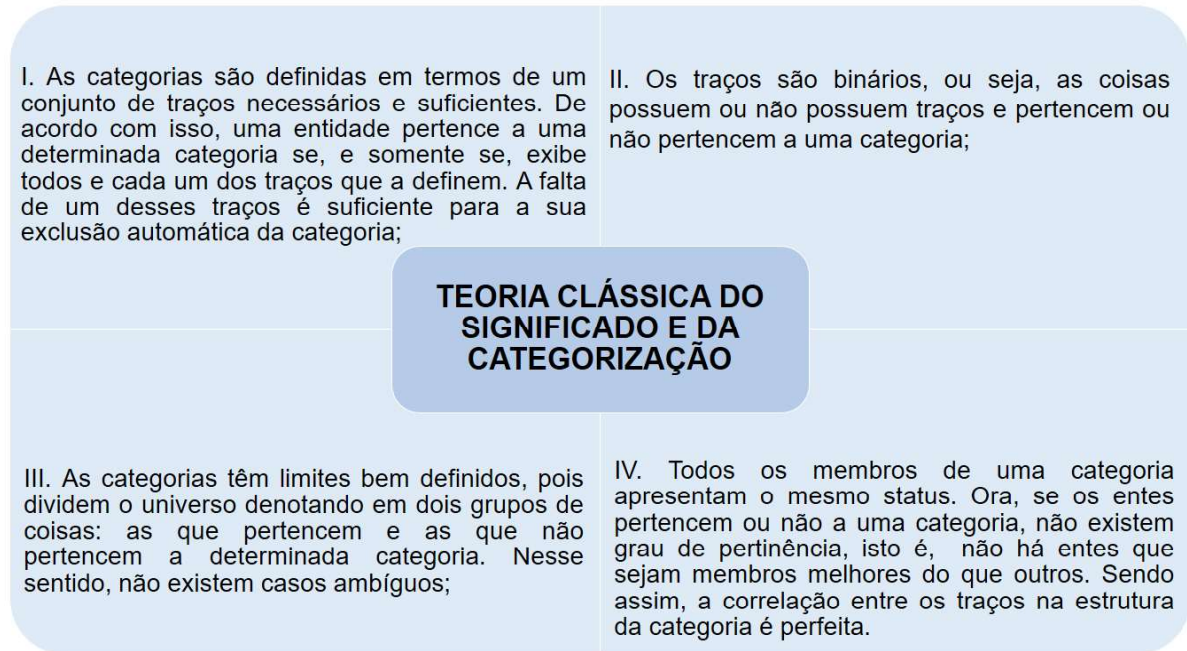 I. As categorias são definidas em termos de um
conjunto de traços necessários e suficientes. De
acordo com isso, uma entidade pertence a uma
determinada categoria se, e somente se, exibe
todos e cada um dos traços que a definem. A falta
de um desses traços é suficiente para a sua
exclusão automática da categoria;
II. Os traços são binários, ou seja, as coisas
possuem ou não possuem traços e pertencem ou
não pertencem a uma categoria;
TEORIA CLÁSSICA DO
SIGNIFICADO E DA
CATEGORIZAÇÃO
III. As categorias têm limites bem definidos, pois
dividem o universo denotando em dois grupos de
coisas: as que pertencem e as que não
pertencem a determinada categoria. Nesse
sentido, não existem casos ambíguos;
IV. Todos os membros de uma categoria
apresentam o mesmo status. Ora, se os entes
pertencem ou não a uma categoria, não existem
grau de pertinência, isto é, não há entes que
sejam membros melhores do que outros. Sendo
assim, a correlação entre os traços na estrutura
da categoria é perfeita.